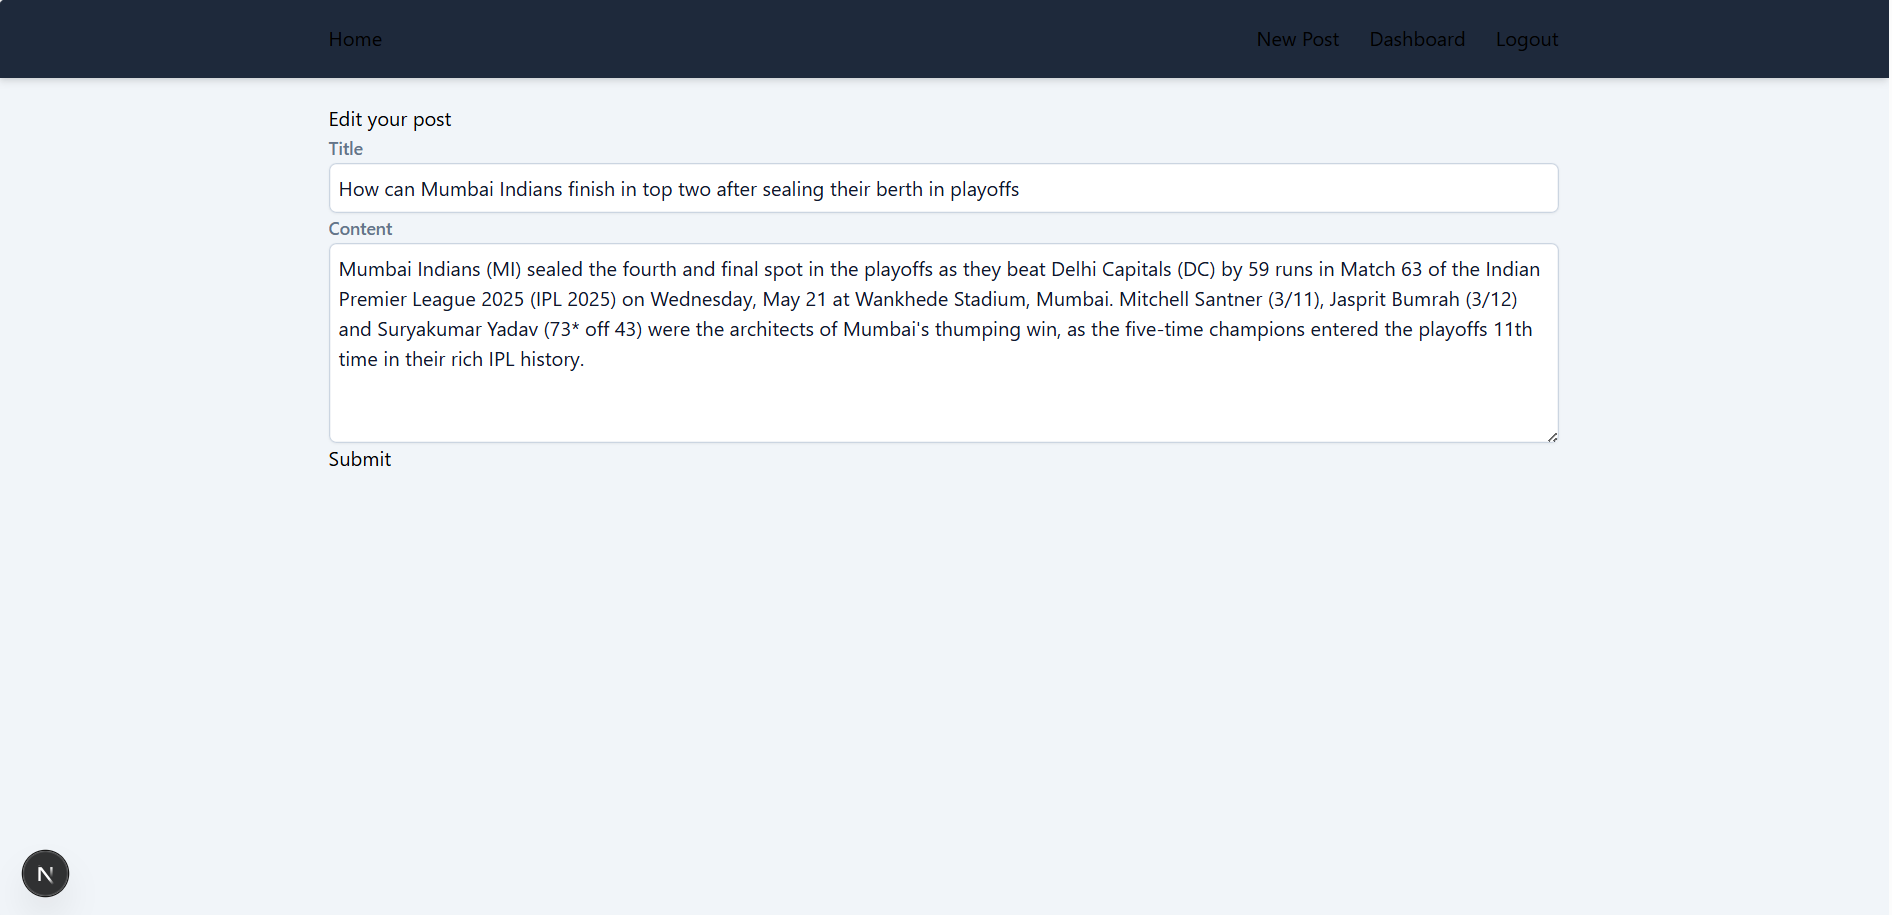 Home New Post Dashboard Logout
Edit your post
Title
How can Mumbai Indians finish in top two after sealing their berth in playoffs
Content
Mumbai Indians (MI) sealed the fourth and final spot in the playoffs as they beat Delhi Capitals (DC) by 59 runs in Match 63 of the Indian
Premier League 2025 (IPL 2025) on Wednesday, May 21 at Wankhede Stadium, Mumbai. Mitchell Santner (3/11), Jasprit Bumrah (3/12)
and Suryakumar Yadav (73* off 43) were the architects of Mumbai's thumping win, as the five-time champions entered the playoffs 11th
time in their rich IPL history.
Submit
N